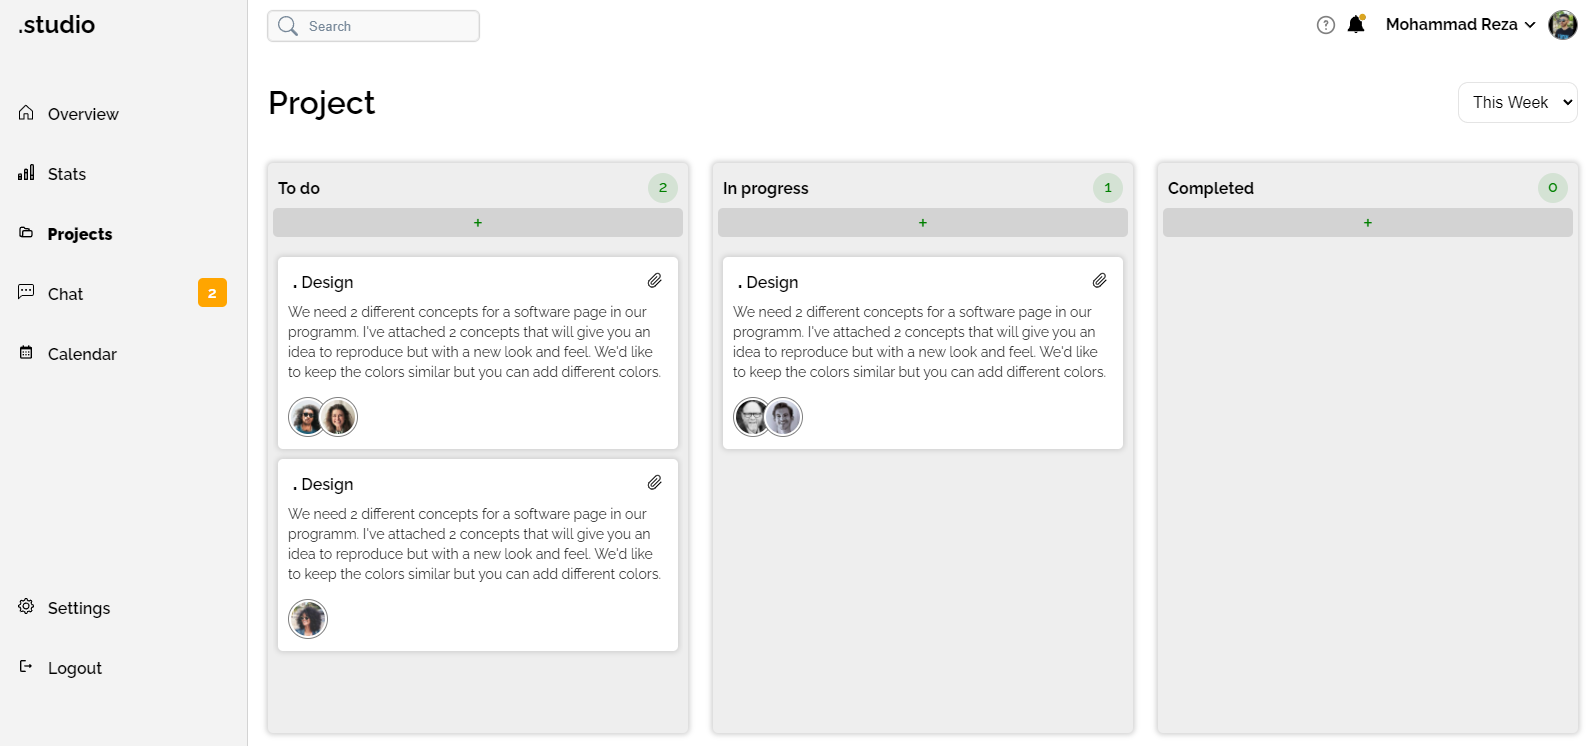 .studio
Search
Mohammad Reza
Overview
Stats
Projects
Chat 2
Calendar
Settings
Logout
Project
This Week
To do 2
+
. Design
We need 2 different concepts for a software page in our
programm. I've attached 2 concepts that will give you an
idea to reproduce but with a new look and feel. We'd like
to keep the colors similar but you can add different colors.
. Design
We need 2 different concepts for a software page in our
programm. I've attached 2 concepts that will give you an
idea to reproduce but with a new look and feel. We'd like
to keep the colors similar but you can add different colors.
In progress 1
+
. Design
We need 2 different concepts for a software page in our
programm. I've attached 2 concepts that will give you an
idea to reproduce but with a new look and feel. We'd like
to keep the colors similar but you can add different colors.
Completed 0
+